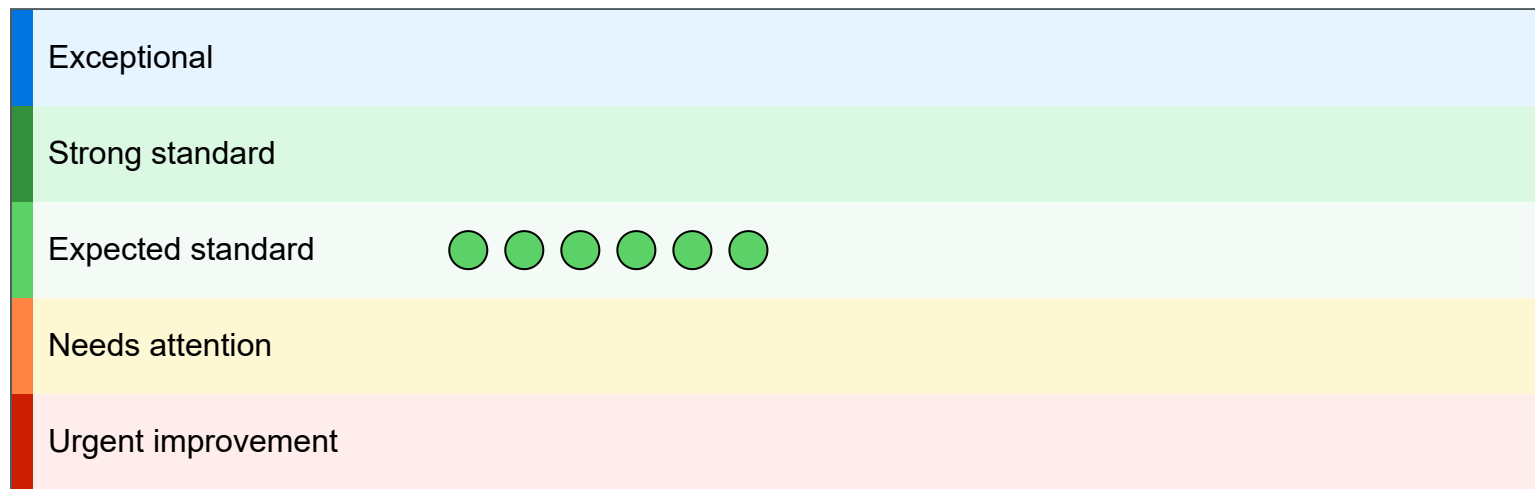 Exceptional
Strong standard
Expected standard
Needs attention
Urgent improvement